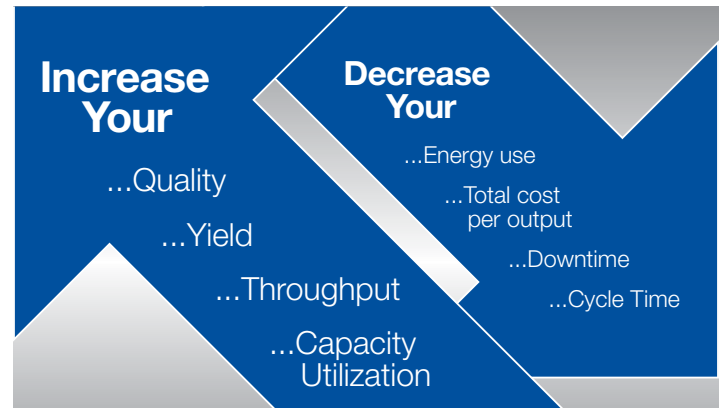 Increase
Your
...Quality
...Yield
...Throughput
...Capacity
Utilization
Decrease
Your
...Energy use
...Total cost
per output
...Downtime
...Cycle Time